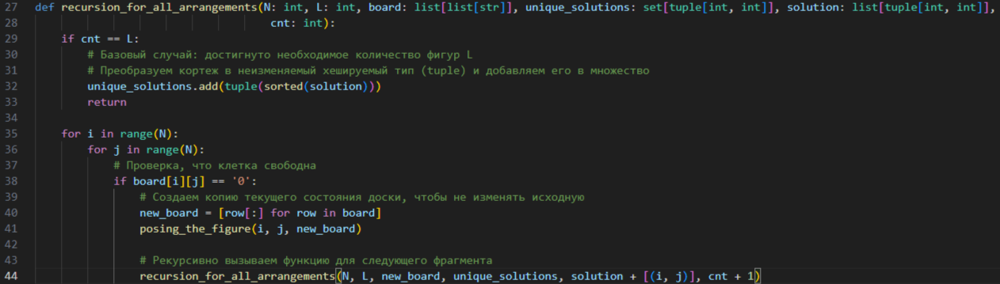 27 def recursion_for_all_arrangements(N: int, L: int, board: list[list[str]], unique_solutions: set[tuple[int, int]], solution: list[tuple[int, int]],
28                                    cnt: int):
29     if cnt == L:
30         # Базовый случай: достигнуто необходимое количество фигур L
31         # Преобразуем кортеж в неизменяемый хешируемый тип (tuple) и добавляем его в множество
32         unique_solutions.add(tuple(sorted(solution)))
33         return
34
35     for i in range(N):
36         for j in range(N):
37             # Проверка, что клетка свободна
38             if board[i][j] == '0':
39                 # Создаем копию текущего состояния доски, чтобы не изменять исходную
40                 new_board = [row[:] for row in board]
41                 posing_the_figure(i, j, new_board)
42
43                 # Рекурсивно вызываем функцию для следующего фрагмента
44                 recursion_for_all_arrangements(N, L, new_board, unique_solutions, solution + [(i, j)], cnt + 1)